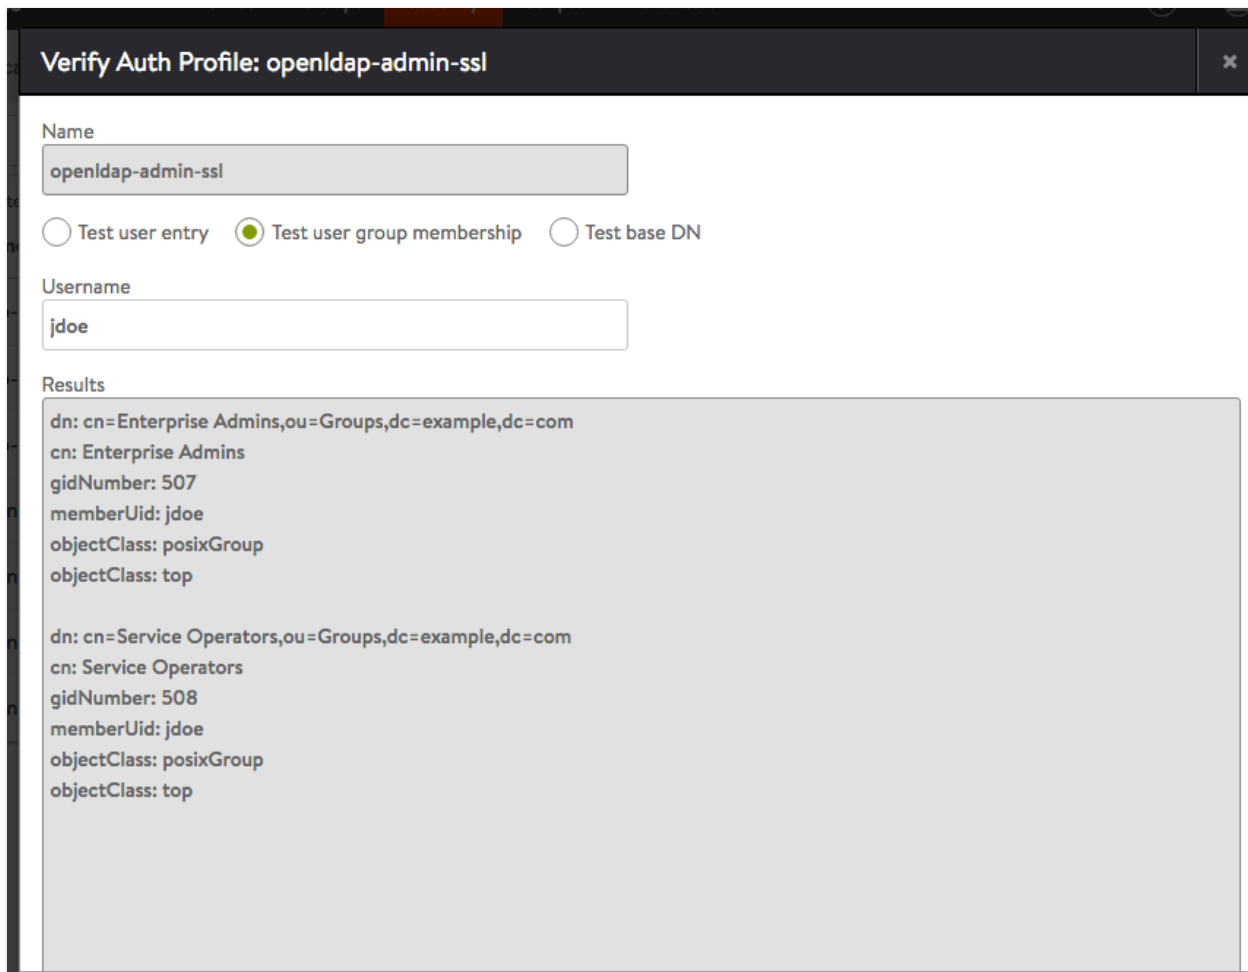 Verify Auth Profile: openldap-admin-ssl
Name
openldap-admin-ssl
Test user entry Test user group membership Test base DN
Username
jdoe
Results
dn: cn=Enterprise Admins,ou=Groups,dc=example,dc=com
cn: Enterprise Admins
gidNumber: 507
memberUid: jdoe
objectClass: posixGroup
objectClass: top
dn: cn=Service Operators,ou=Groups,dc=example,dc=com
cn: Service Operators
gidNumber: 508
memberUid: jdoe
objectClass: posixGroup
objectClass: top